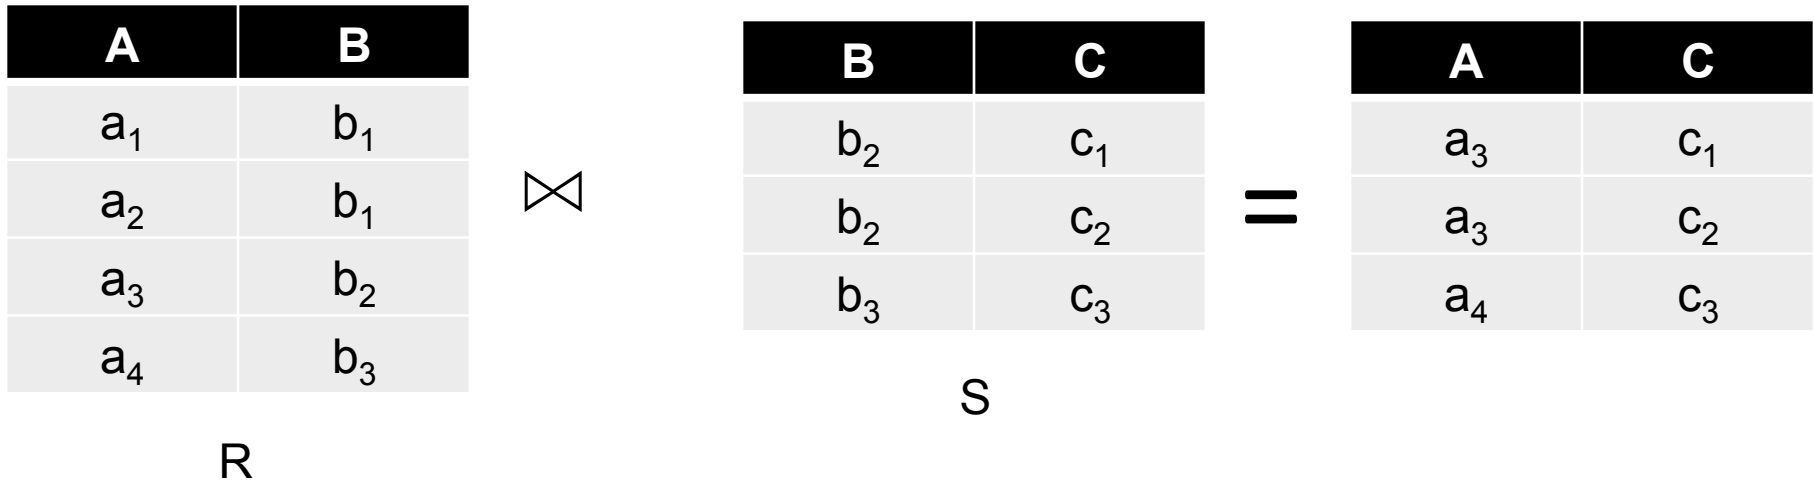 A B
a₁ b₁
a₂ b₁
a₃ b₂
a₄ b₃
R
⋈
B C
b₂ c₁
b₂ c₂
b₃ c₃
S
=
A C
a₃ c₁
a₃ c₂
a₄ c₃